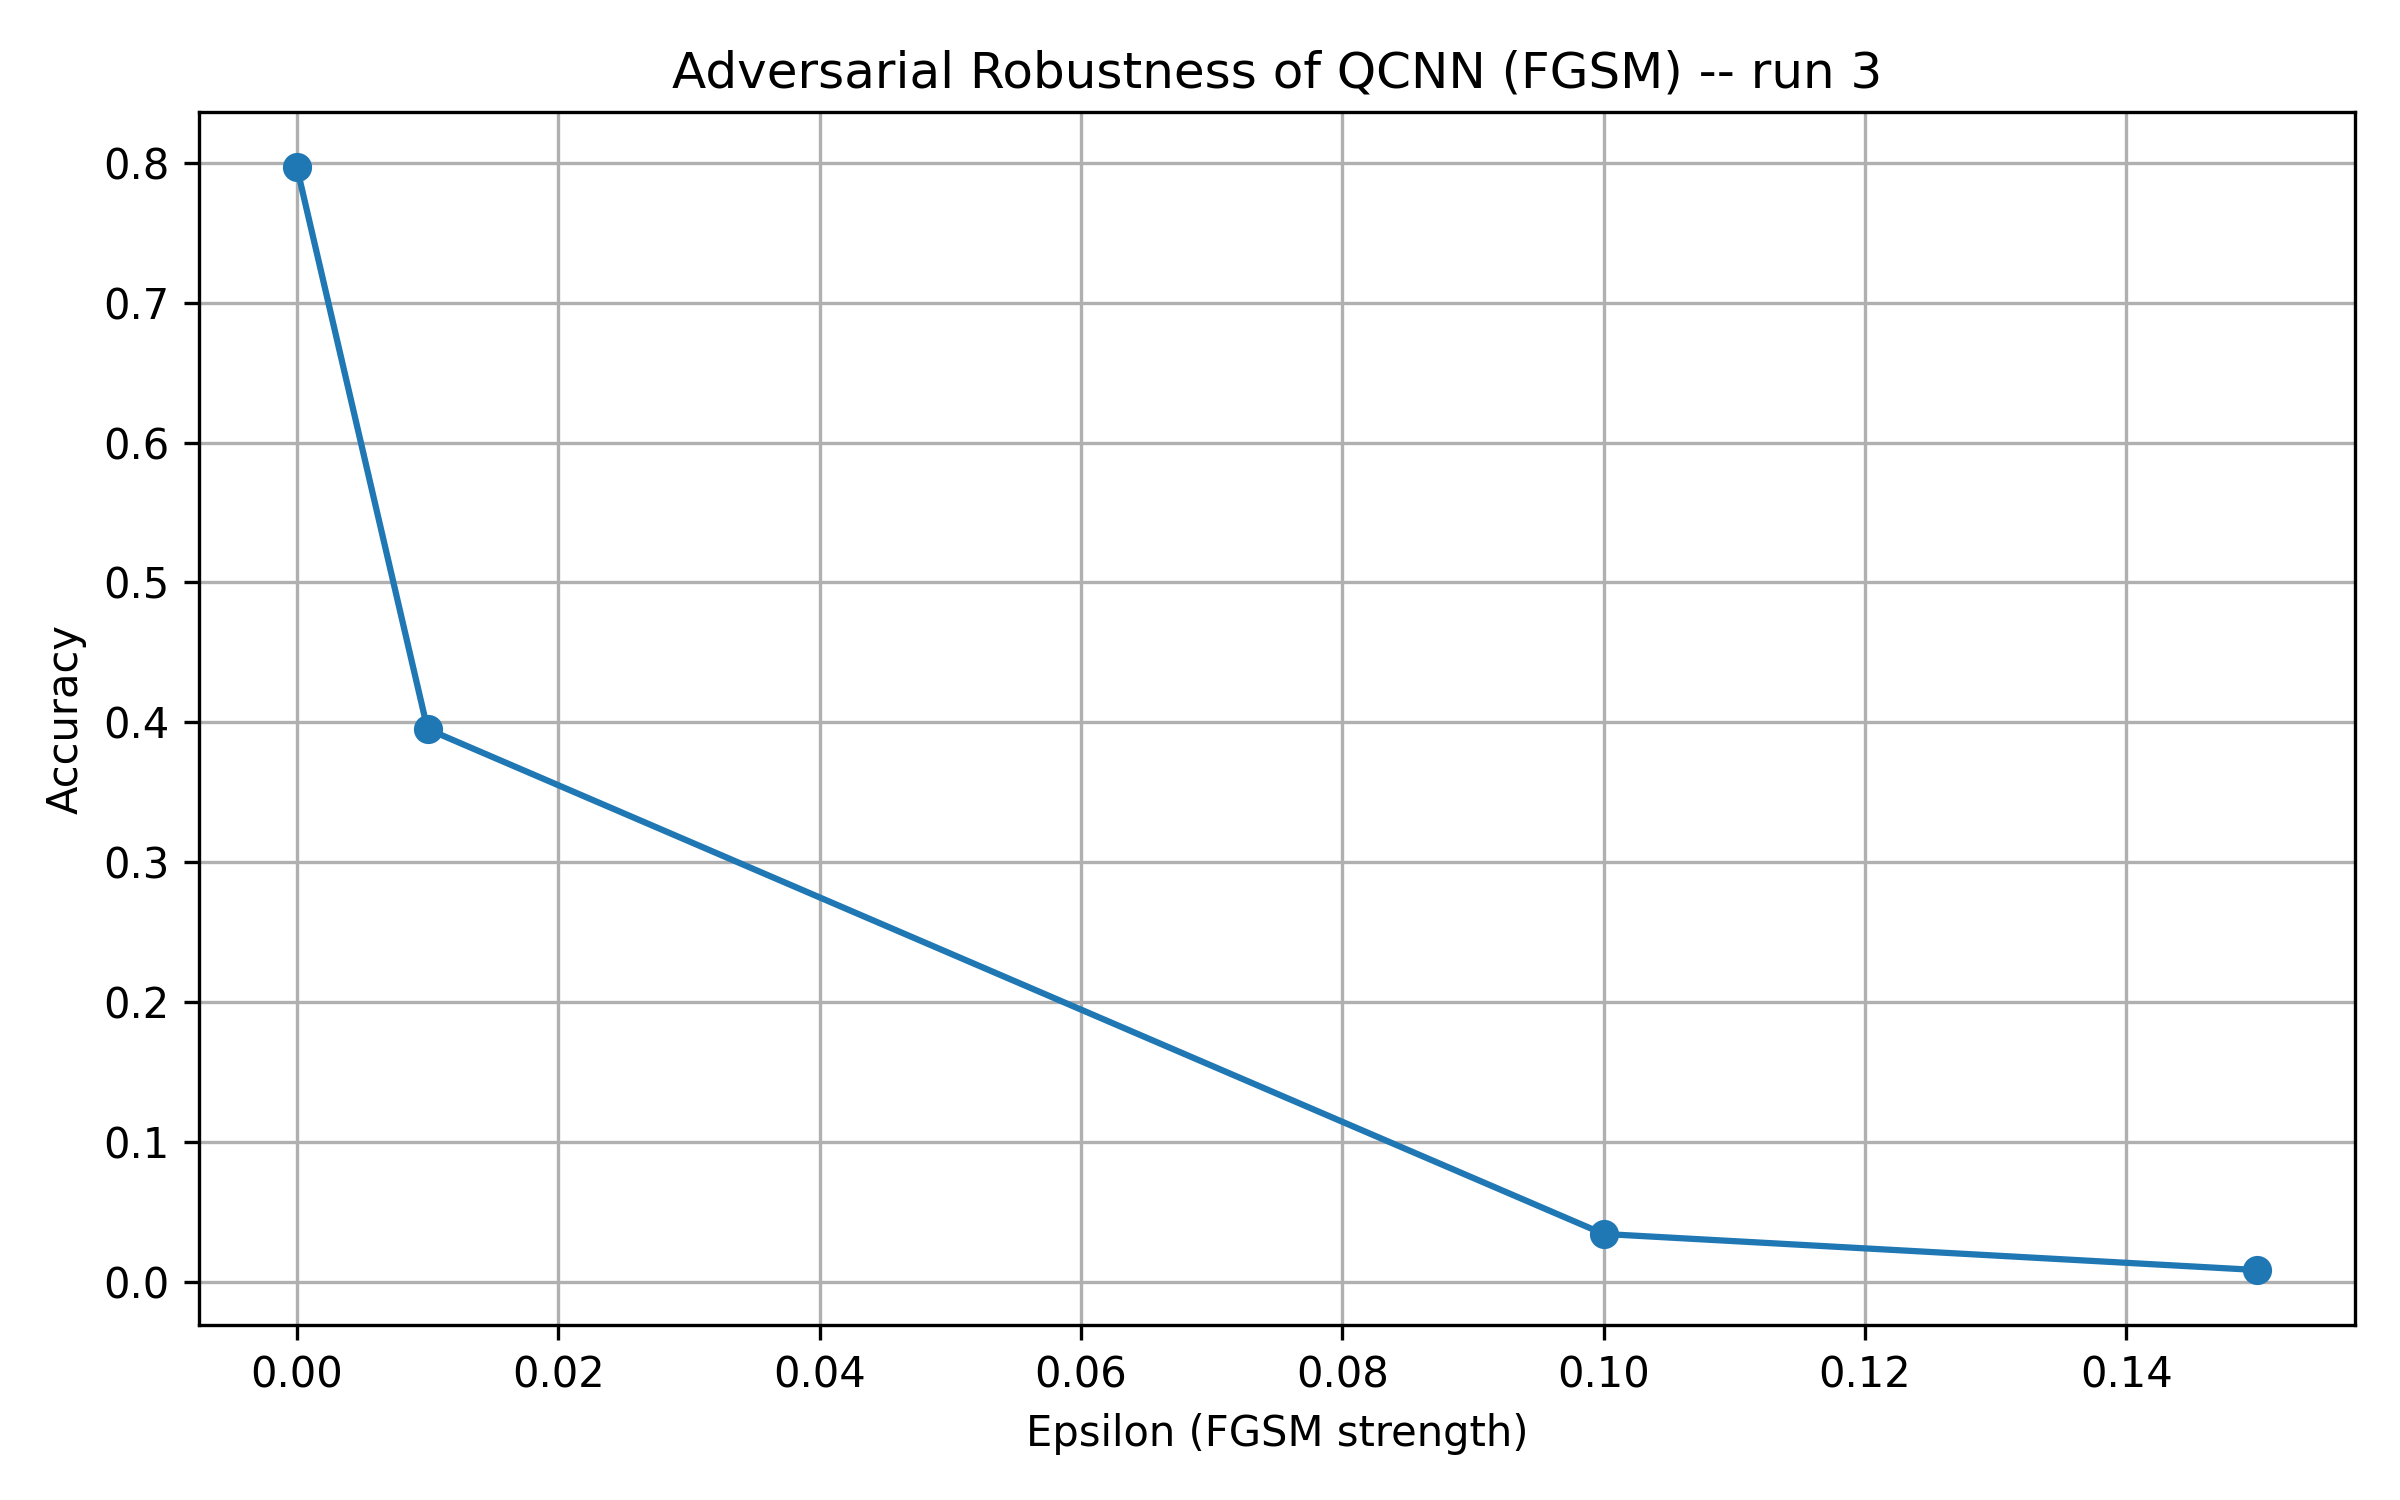 Adversarial Robustness of QCNN (FGSM) -- run 3
0.8
0.7
0.6
0.5
0.4
0.3
0.2
0.1
0.0
Accuracy
0.00 0.02 0.04 0.06 0.08 0.10 0.12 0.14
Epsilon (FGSM strength)